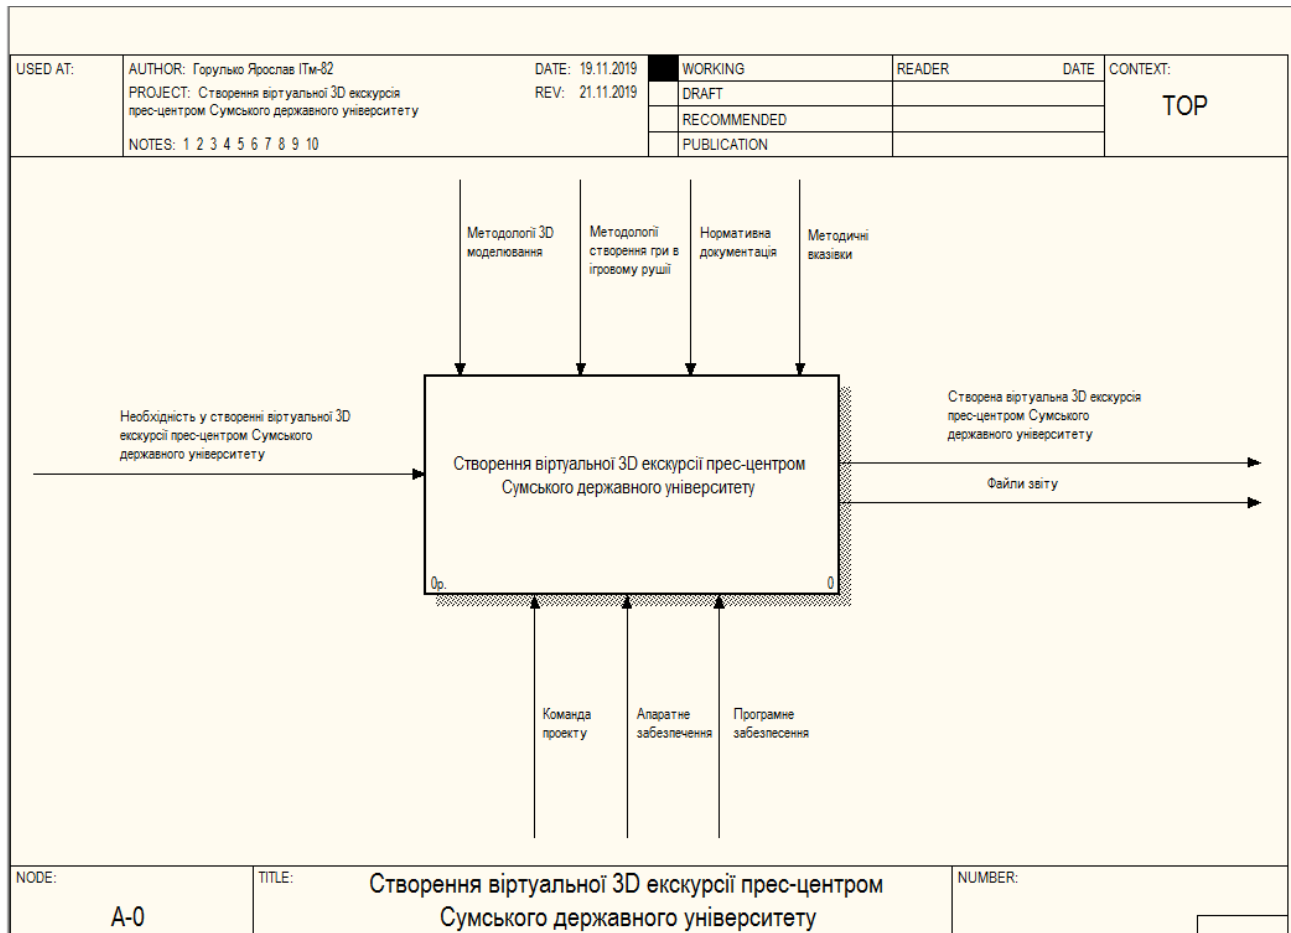 USED AT:
AUTHOR: Горулько Ярослав ІТм-82
DATE: 19.11.2019
PROJECT: Створення віртуальної 3D екскурсія
прес-центром Сумського державного університету
REV: 21.11.2019
NOTES: 1 2 3 4 5 6 7 8 9 10
WORKING
DRAFT
RECOMMENDED
PUBLICATION
READER
DATE
CONTEXT:
TOP
Методології 3D
моделювання
Методології
створення гри в
ігровому рушії
Нормативна
документація
Методичні
вказівки
Необхідність у створенні віртуальної 3D
екскурсії прес-центром Сумського
державного університету
Створення віртуальної 3D екскурсії прес-центром
Сумського державного університету
0р.
0
Створена віртуальна 3D екскурсія
прес-центром Сумського
державного університету
Файли звіту
Команда
проекту
Апаратне
забезпечення
Програмне
забезпесення
NODE:
A-0
TITLE:
Створення віртуальної 3D екскурсії прес-центром
Сумського державного університету
NUMBER: